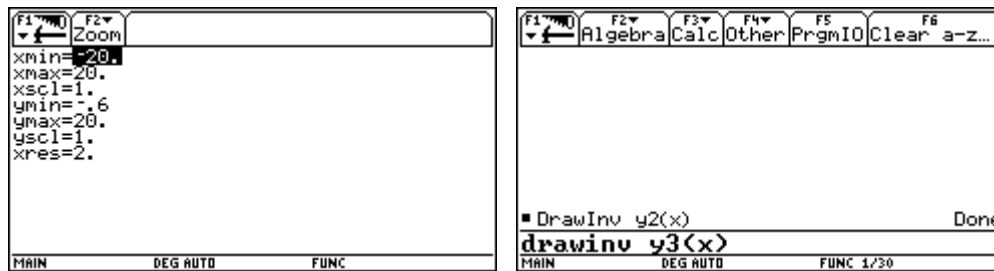 F1 F2
Zoom
xmin=-20.
xmax=20.
xscl=1.
ymin=-.6
ymax=20.
yscl=1.
xres=2.
MAIN DEG AUTO FUNC
F1 F2 F3 F4 F5 F6
Algebra Calc Other PrgmIO Clear a-z…
▪DrawInv y2(x) Done
drawinv y3(x)
MAIN DEG AUTO FUNC 1/30